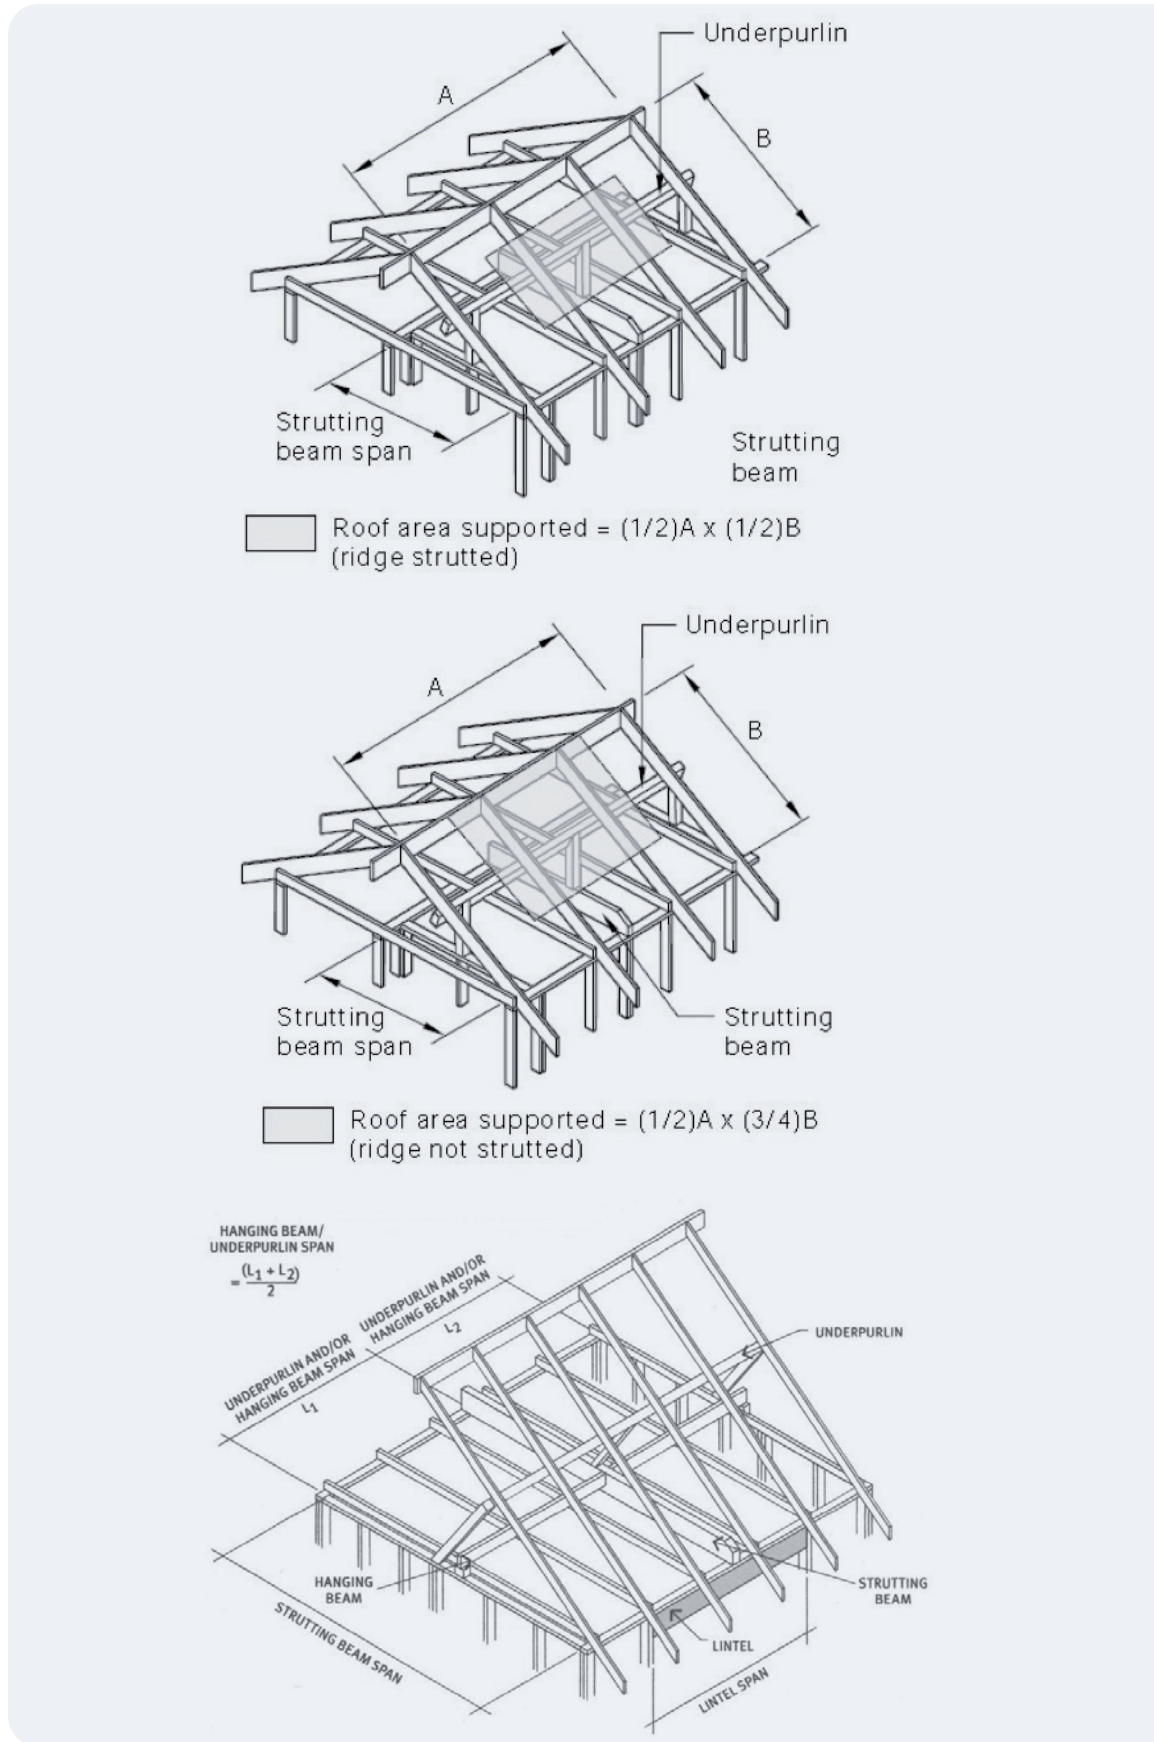 Underpurlin
A
B
Strutting
beam span
Strutting
beam
Roof area supported = (1/2)A x (1/2)B
(ridge strutted)
Underpurlin
A
B
Strutting
beam span
Strutting
beam
Roof area supported = (1/2)A x (3/4)B
(ridge not strutted)
HANGING BEAM/
UNDERPURLIN SPAN
= (L1 + L2)
2
UNDERPURLIN AND/OR
HANGING BEAM SPAN
L1
UNDERPURLIN AND/OR
HANGING BEAM SPAN
L2
UNDERPURLIN
HANGING
BEAM
STRUTTING
BEAM
STRUTTING BEAM SPAN
LINTEL
LINTEL SPAN